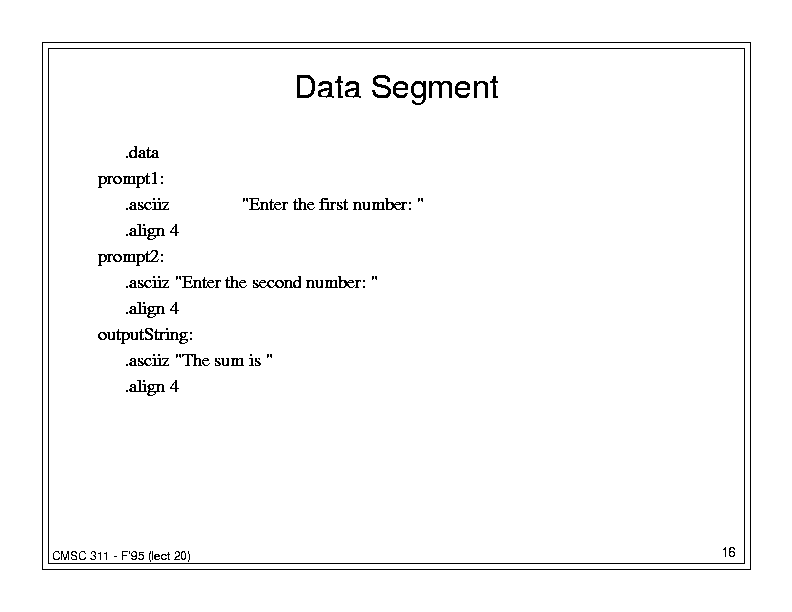 Data Segment
.data
prompt1:
.asciiz "Enter the first number: "
.align 4
prompt2:
.asciiz "Enter the second number: "
.align 4
outputString:
.asciiz "The sum is "
.align 4
CMSC 311 - F'95 (lect 20)
16